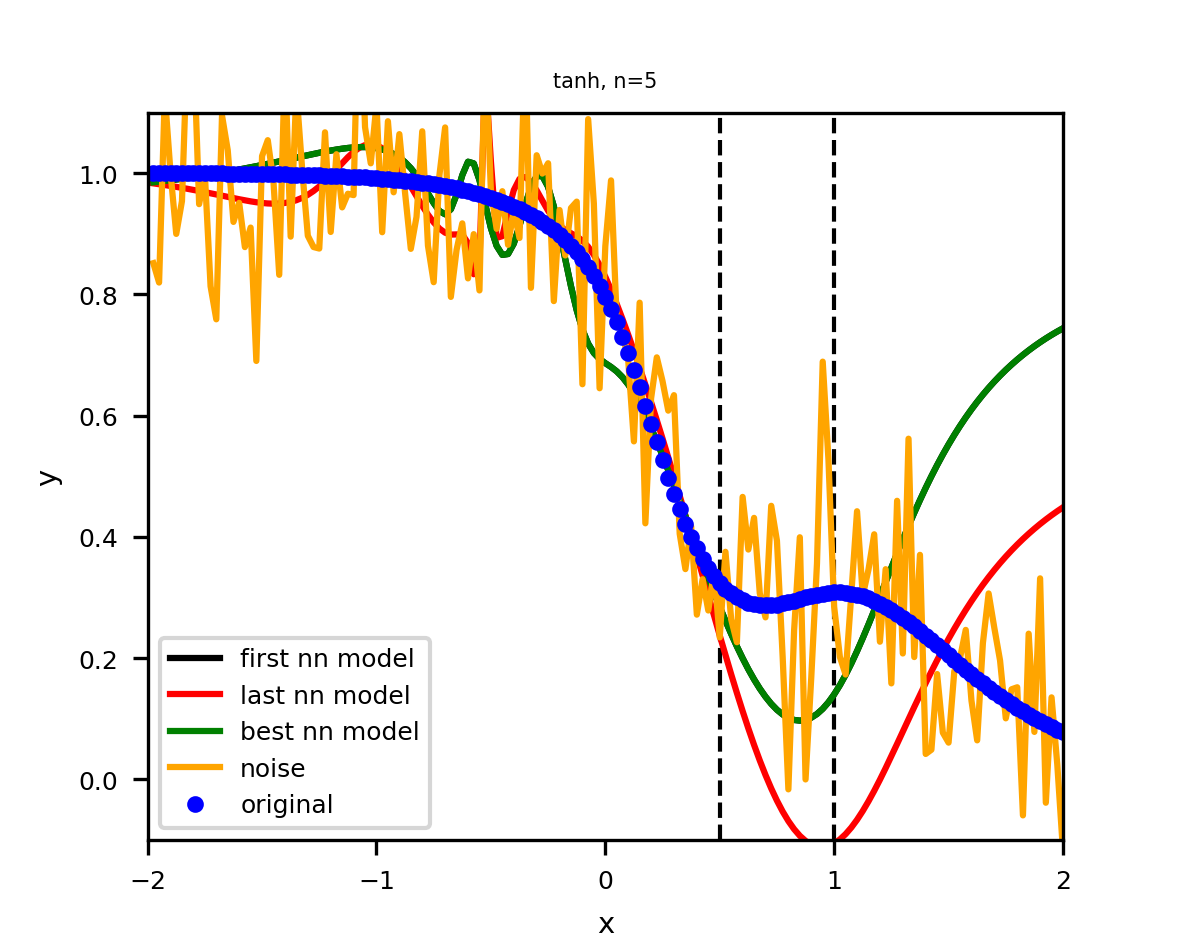 tanh, n=5
1.0
0.8
0.6
0.4
0.2
0.0
y
first nn model
last nn model
best nn model
noise
original
−2
−1
0
1
2
x